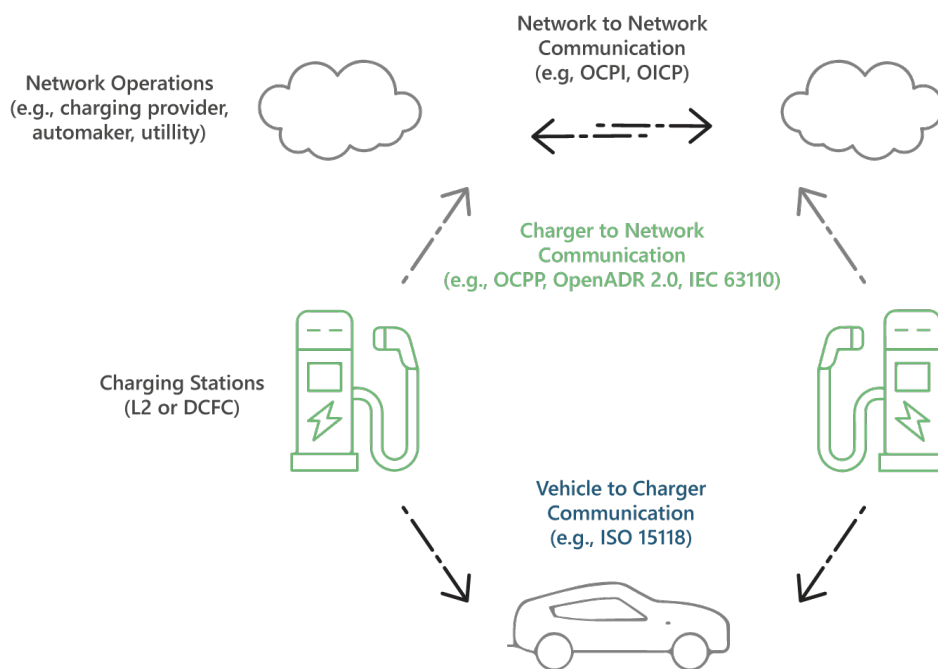 Network to Network
Communication
(e.g, OCPI, OICP)
Network Operations
(e.g., charging provider,
automaker, utillity)
Charger to Network
Communication
(e.g., OCPP, OpenADR 2.0, IEC 63110)
Charging Stations
(L2 or DCFC)
Vehicle to Charger
Communication
(e.g., ISO 15118)